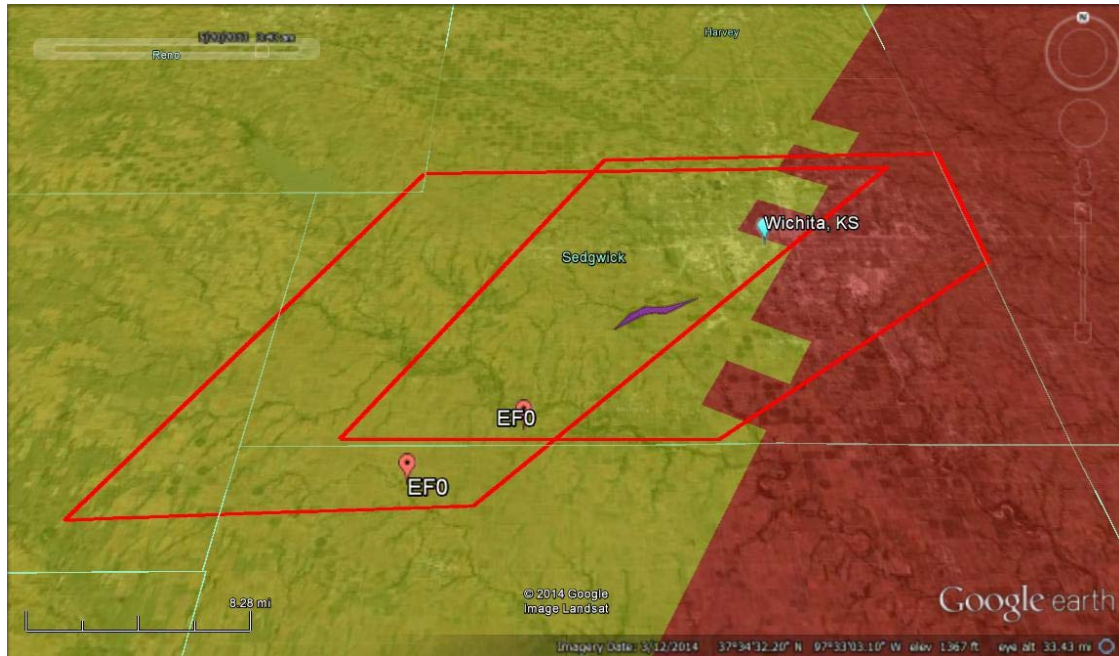 Reno
Harvey
N
Wichita, KS
Sedgwick
EF0
EF0
8.28 mi
© 2014 Google
Image Landsat
Google earth
Imagery Date: 3/12/2014 37°34'32.20" N 97°33'03.10" W elev 1367 ft eye alt 33.43 mi